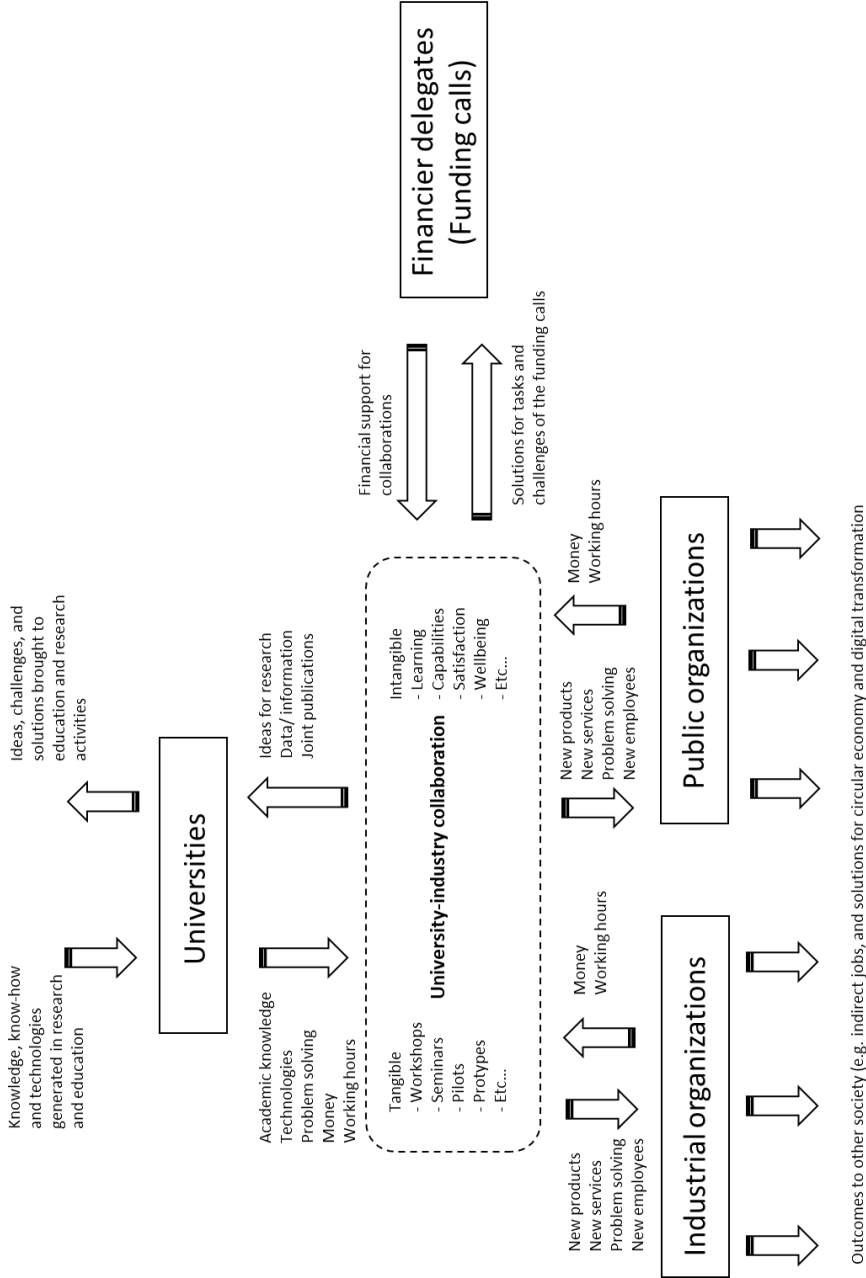 Knowledge, know-how
and technologies
generated in research
and education
Ideas, challenges, and
solutions brought to
education and research
activities
Universities
Academic knowledge
Technologies
Problem solving
Money
Working hours
Ideas for research
Data/ information
Joint publications
Tangible
- Workshops
- Seminars
- Pilots
- Protypes
- Etc...
University-industry collaboration
Intangible
- Learning
- Capabilities
- Satisfaction
- Wellbeing
- Etc...
Financial support for
collaborations
Solutions for tasks and
challenges of the funding calls
Financier delegates
(Funding calls)
New products
New services
Problem solving
New employees
Money
Working hours
New products
New services
Problem solving
New employees
Money
Working hours
Industrial organizations
Public organizations
Outcomes to other society (e.g. indirect jobs, and solutions for circular economy and digital transformation